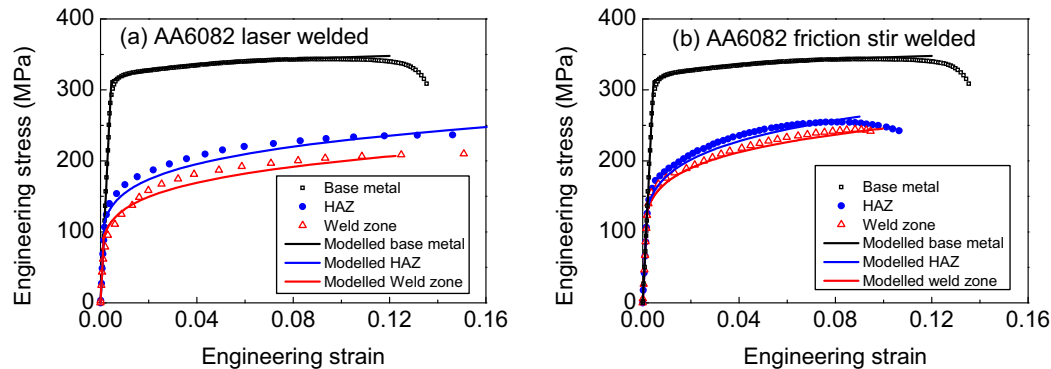 (a) AA6082 laser welded
Engineering stress (MPa)
400
300
200
100
0
0.00 0.04 0.08 0.12 0.16
Engineering strain
Base metal
HAZ
Weld zone
Modelled base metal
Modelled HAZ
Modelled Weld zone
(b) AA6082 friction stir welded
Engineering stress (MPa)
400
300
200
100
0
0.00 0.04 0.08 0.12 0.16
Engineering strain
Base metal
HAZ
Weld zone
Modelled base metal
Modelled HAZ
Modelled weld zone